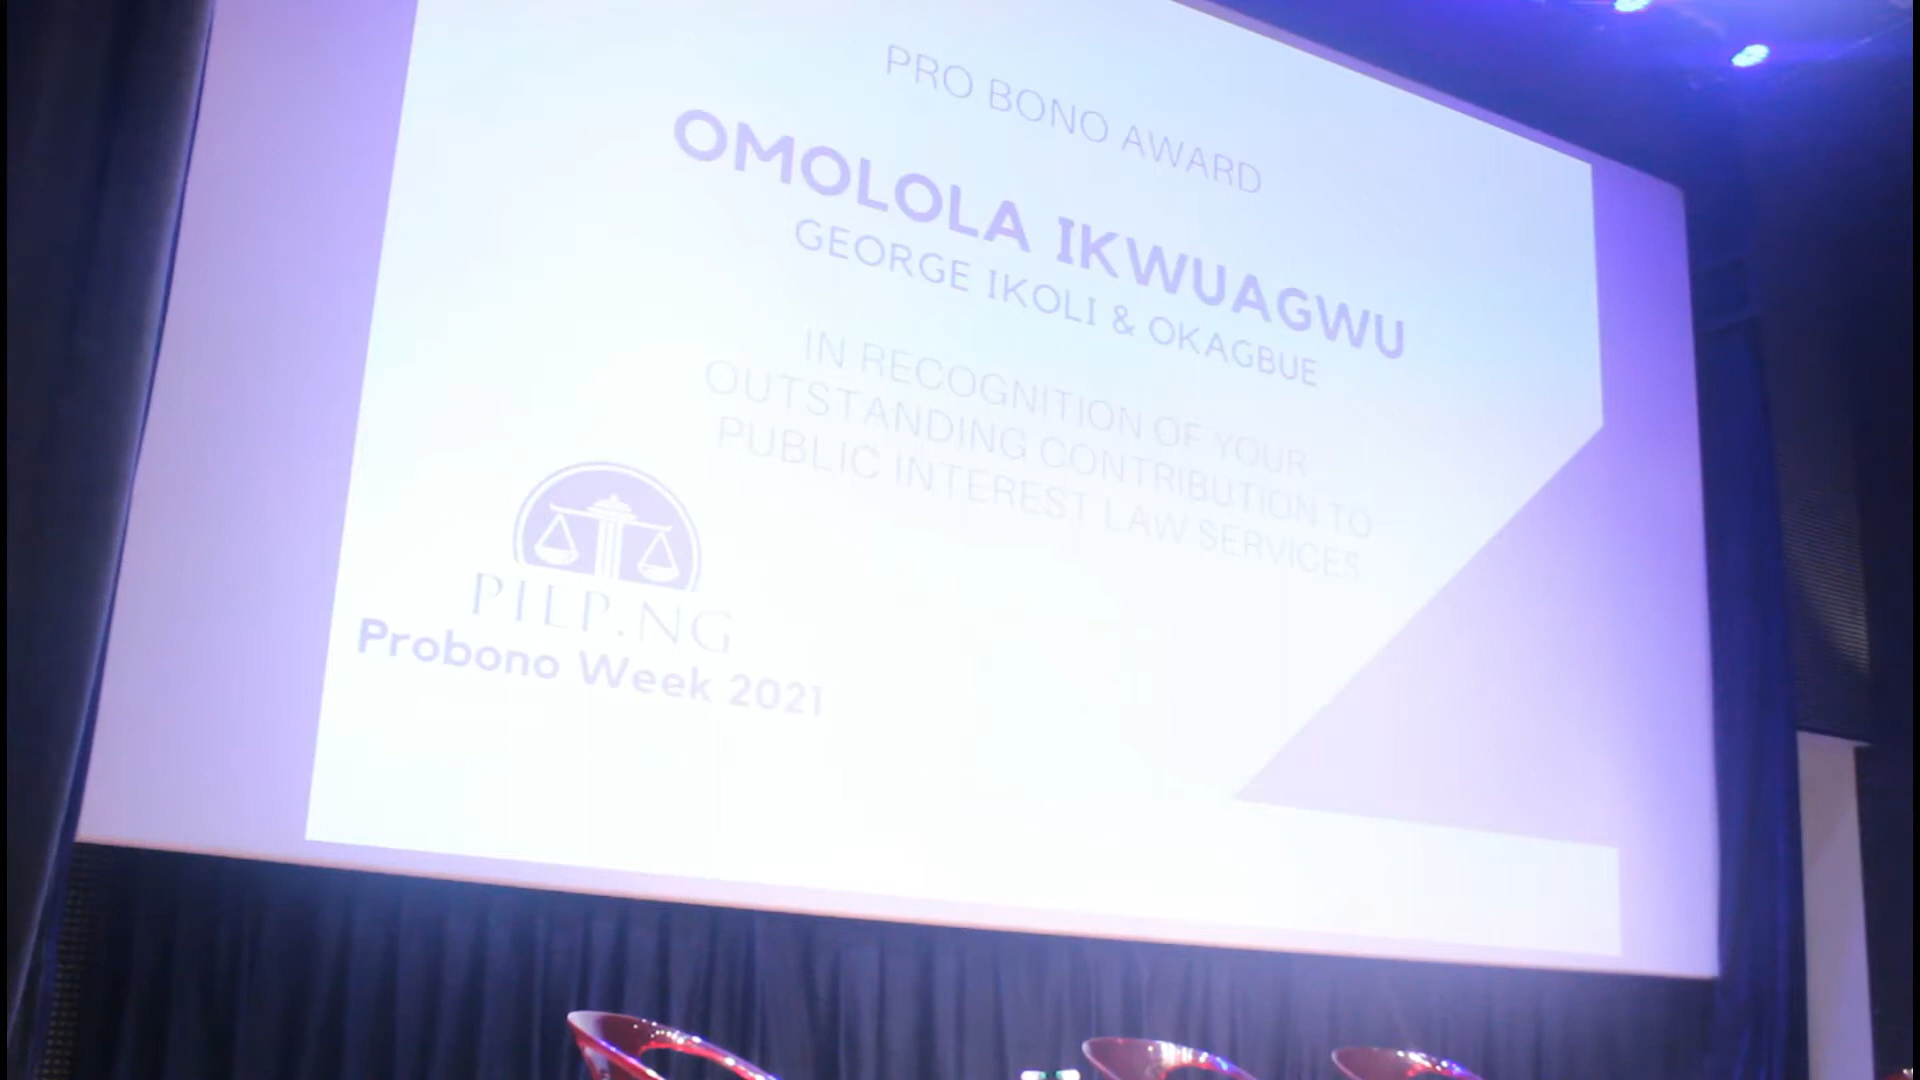 PRO BONO AWARD
OMOLOLA IKWUAGWU
GEORGE IKOLI & OKAGBUE
IN RECOGNITION OF YOUR
OUTSTANDING CONTRIBUTION TO
PUBLIC INTEREST LAW SERVICES
PILP.NG
Probono Week 2021